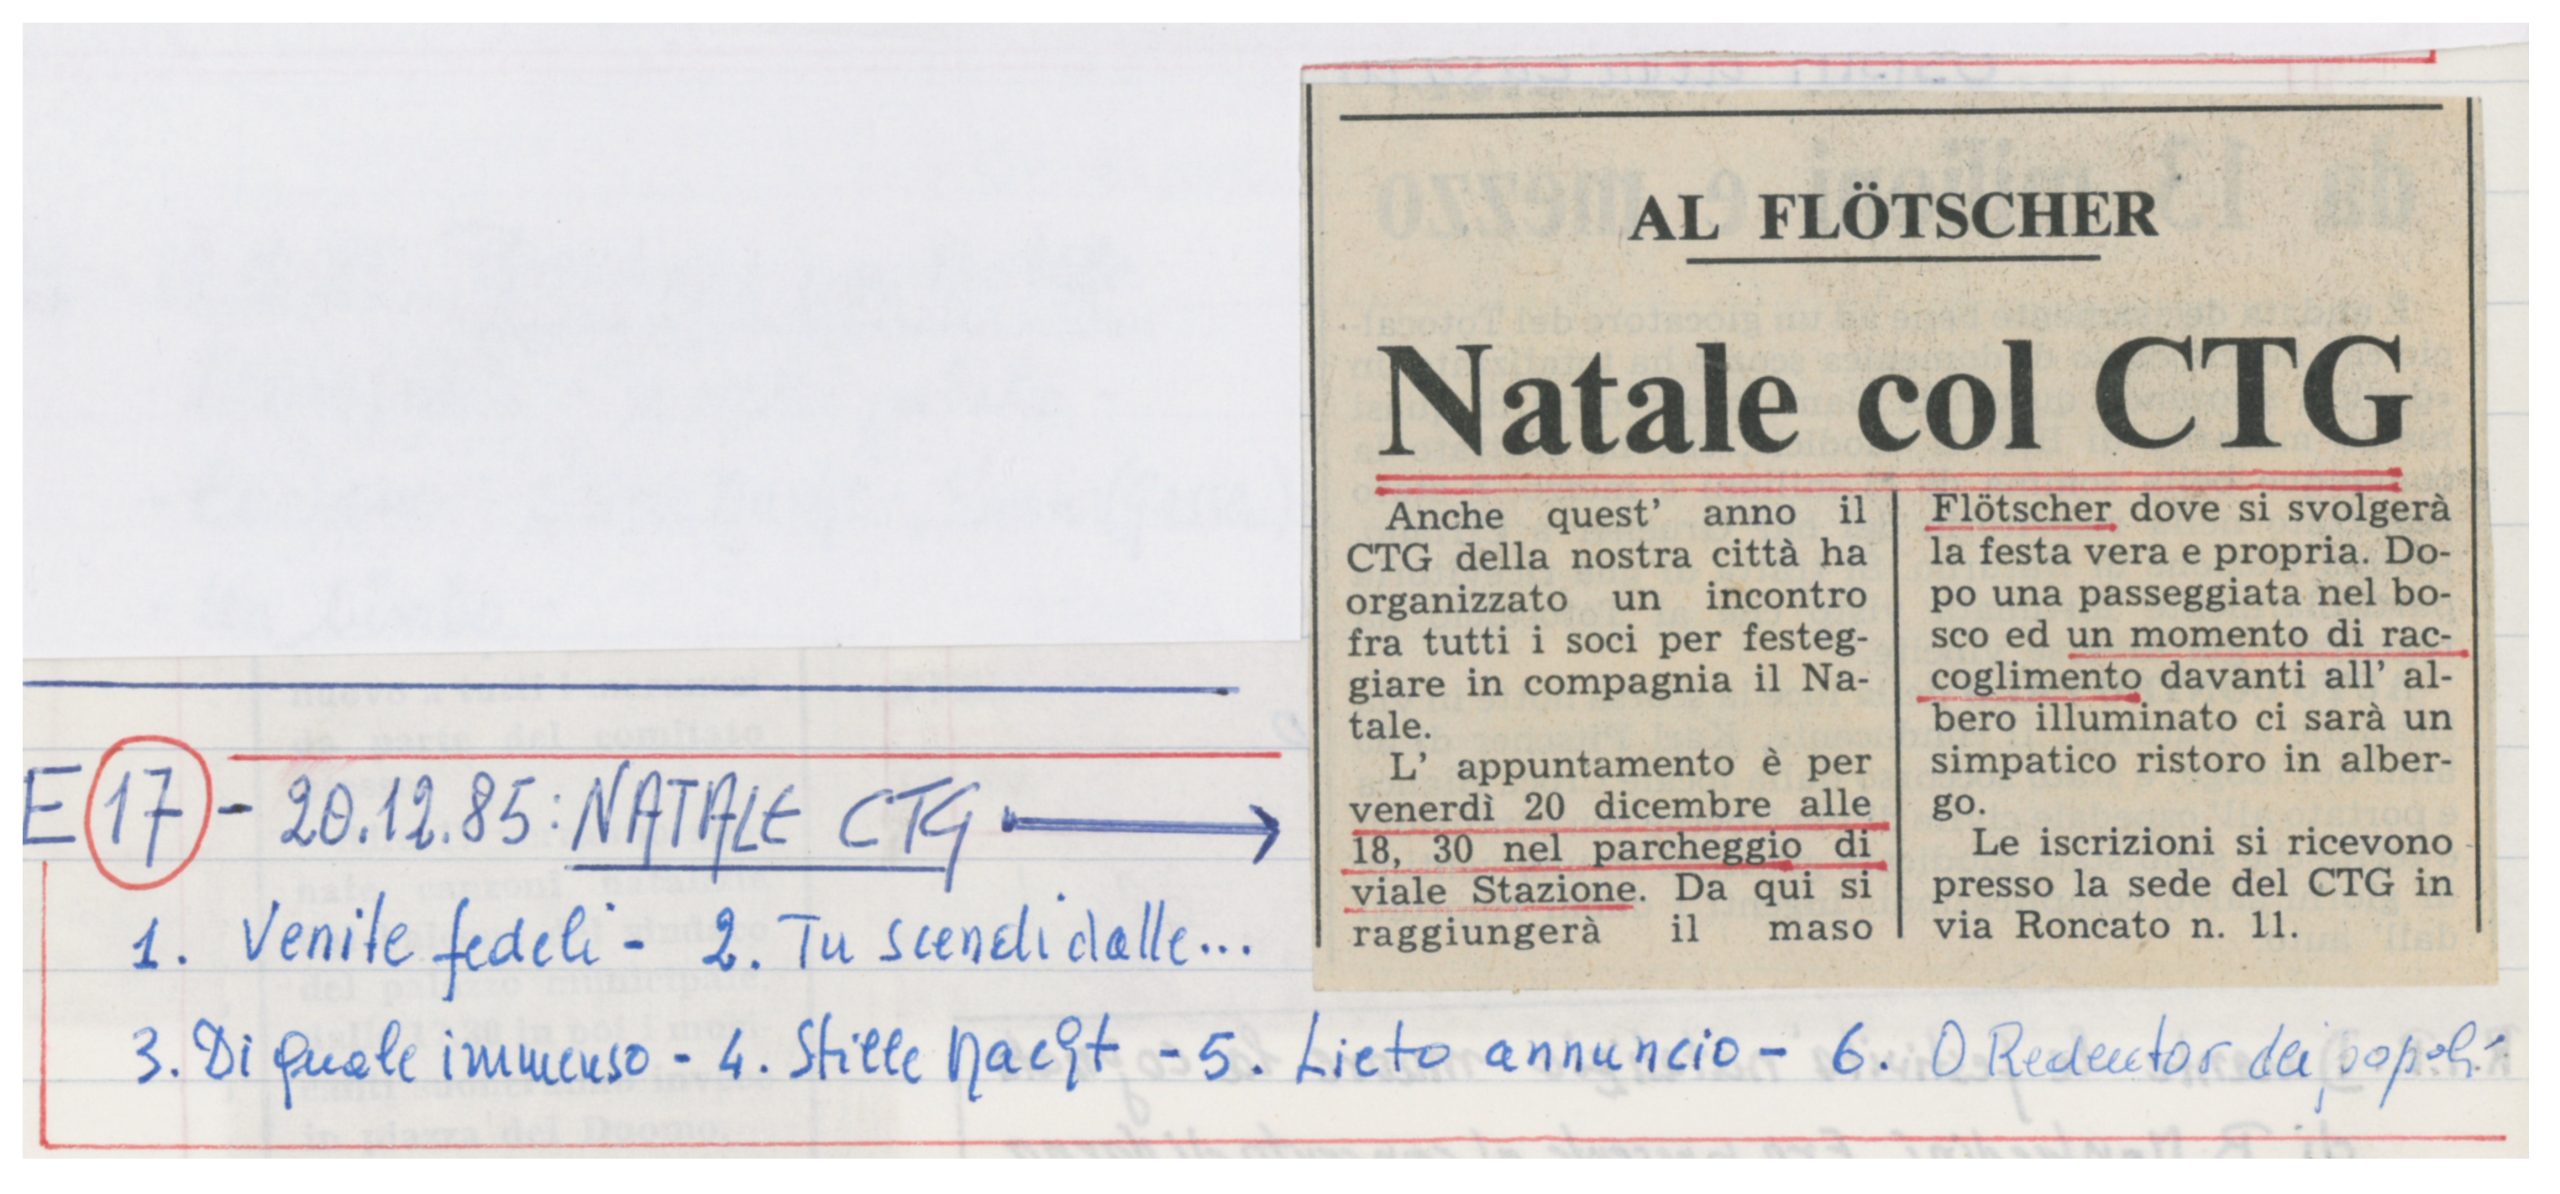 AL FLÖTSCHER
Natale col CTG
Anche quest' anno il
CTG della nostra città ha
organizzato un incontro
fra tutti i soci per festeg-
giare in compagnia il Na-
tale.
L' appuntamento è per
venerdì 20 dicembre alle
18, 30 nel parcheggio di
viale Stazione. Da qui si
raggiungerà il maso
Flötscher dove si svolgerà
la festa vera e propria. Do-
po una passeggiata nel bo-
sco ed un momento di rac-
coglimento davanti all' al-
bero illuminato ci sarà un
simpatico ristoro in alber-
go.
Le iscrizioni si ricevono
presso la sede del CTG in
via Roncato n. 11.
E 17 - 20.12.85: NATALE CTG
1. Venite fedeli - 2. Tu scendi dalle...
3. Di quale immenso - 4. Stille Nacht - 5. Lieto annuncio - 6. O Redentor dei popoli